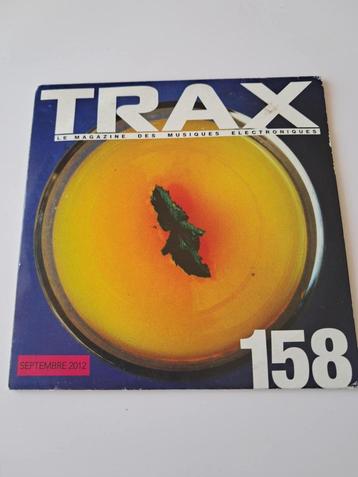 TRAX
LE MAGAZINE DES MUSIQUES ELECTRONIQUES
SEPTEMBRE 2012
158